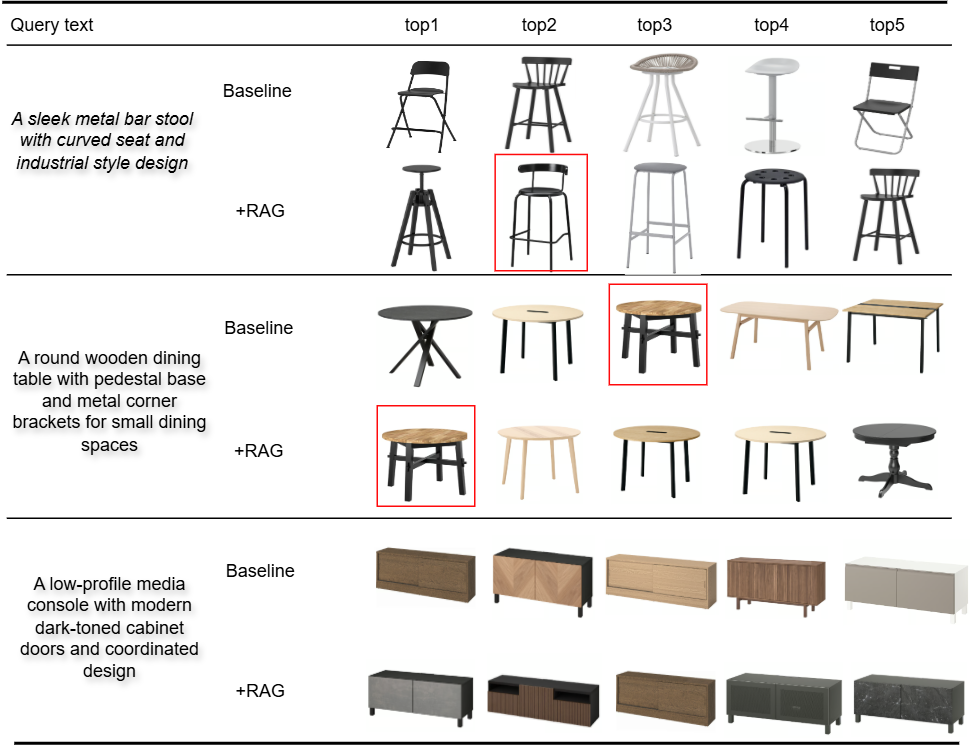 Query text top1 top2 top3 top4 top5
Baseline
A sleek metal bar stool
with curved seat and
industrial style design
+RAG
Baseline
A round wooden dining
table with pedestal base
and metal corner
brackets for small dining
spaces
+RAG
Baseline
A low-profile media
console with modern
dark-toned cabinet
doors and coordinated
design
+RAG